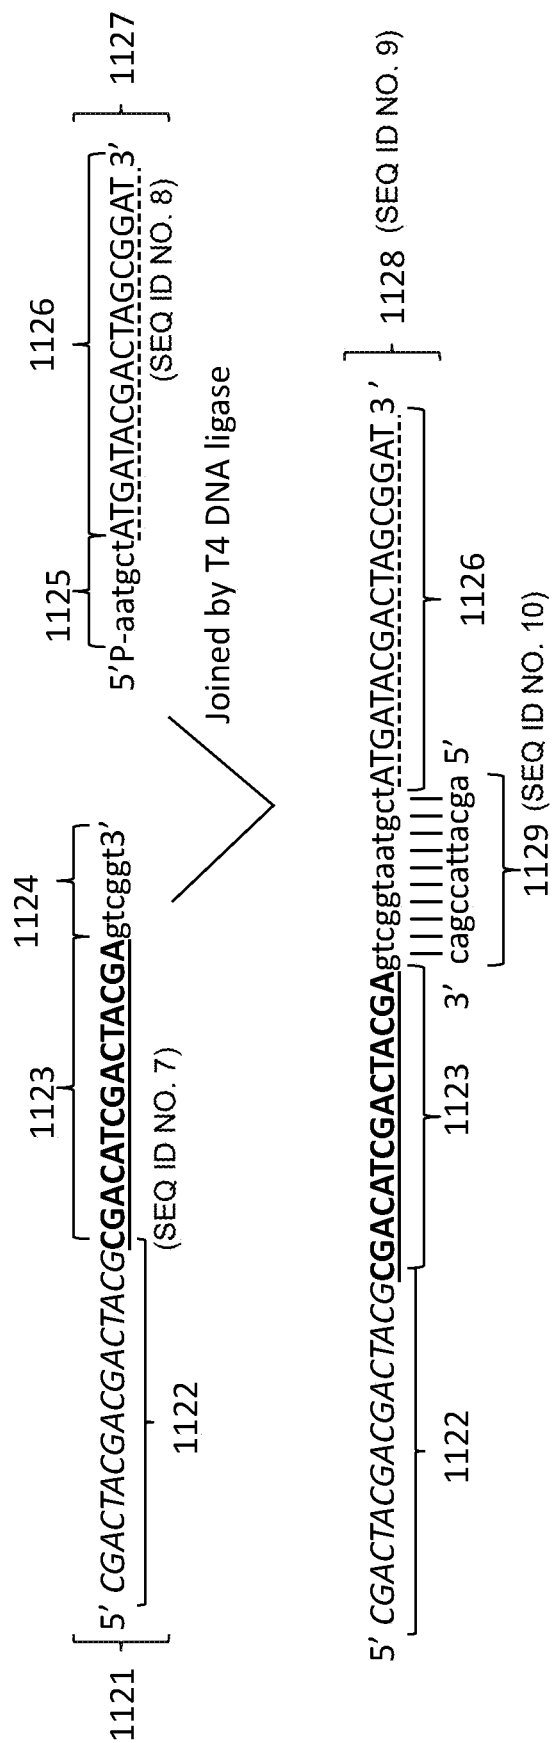 1124
1123
1125
1126
1121
5' CGACTACGACGACTACGCGACATCGACTACGAgtcggt3'
5'P-aatgctATGATACGACTAGCGGAT 3'
1127
1122
(SEQ ID NO. 7)
(SEQ ID NO. 8)
Joined by T4 DNA ligase
5' CGACTACGACGACTACGCGACATCGACTACGAgtcggtaatgctATGATACGACTAGCGGAT 3'
1128 (SEQ ID NO. 9)
3' cagccattacga 5'
1122
1123
1126
1129 (SEQ ID NO. 10)